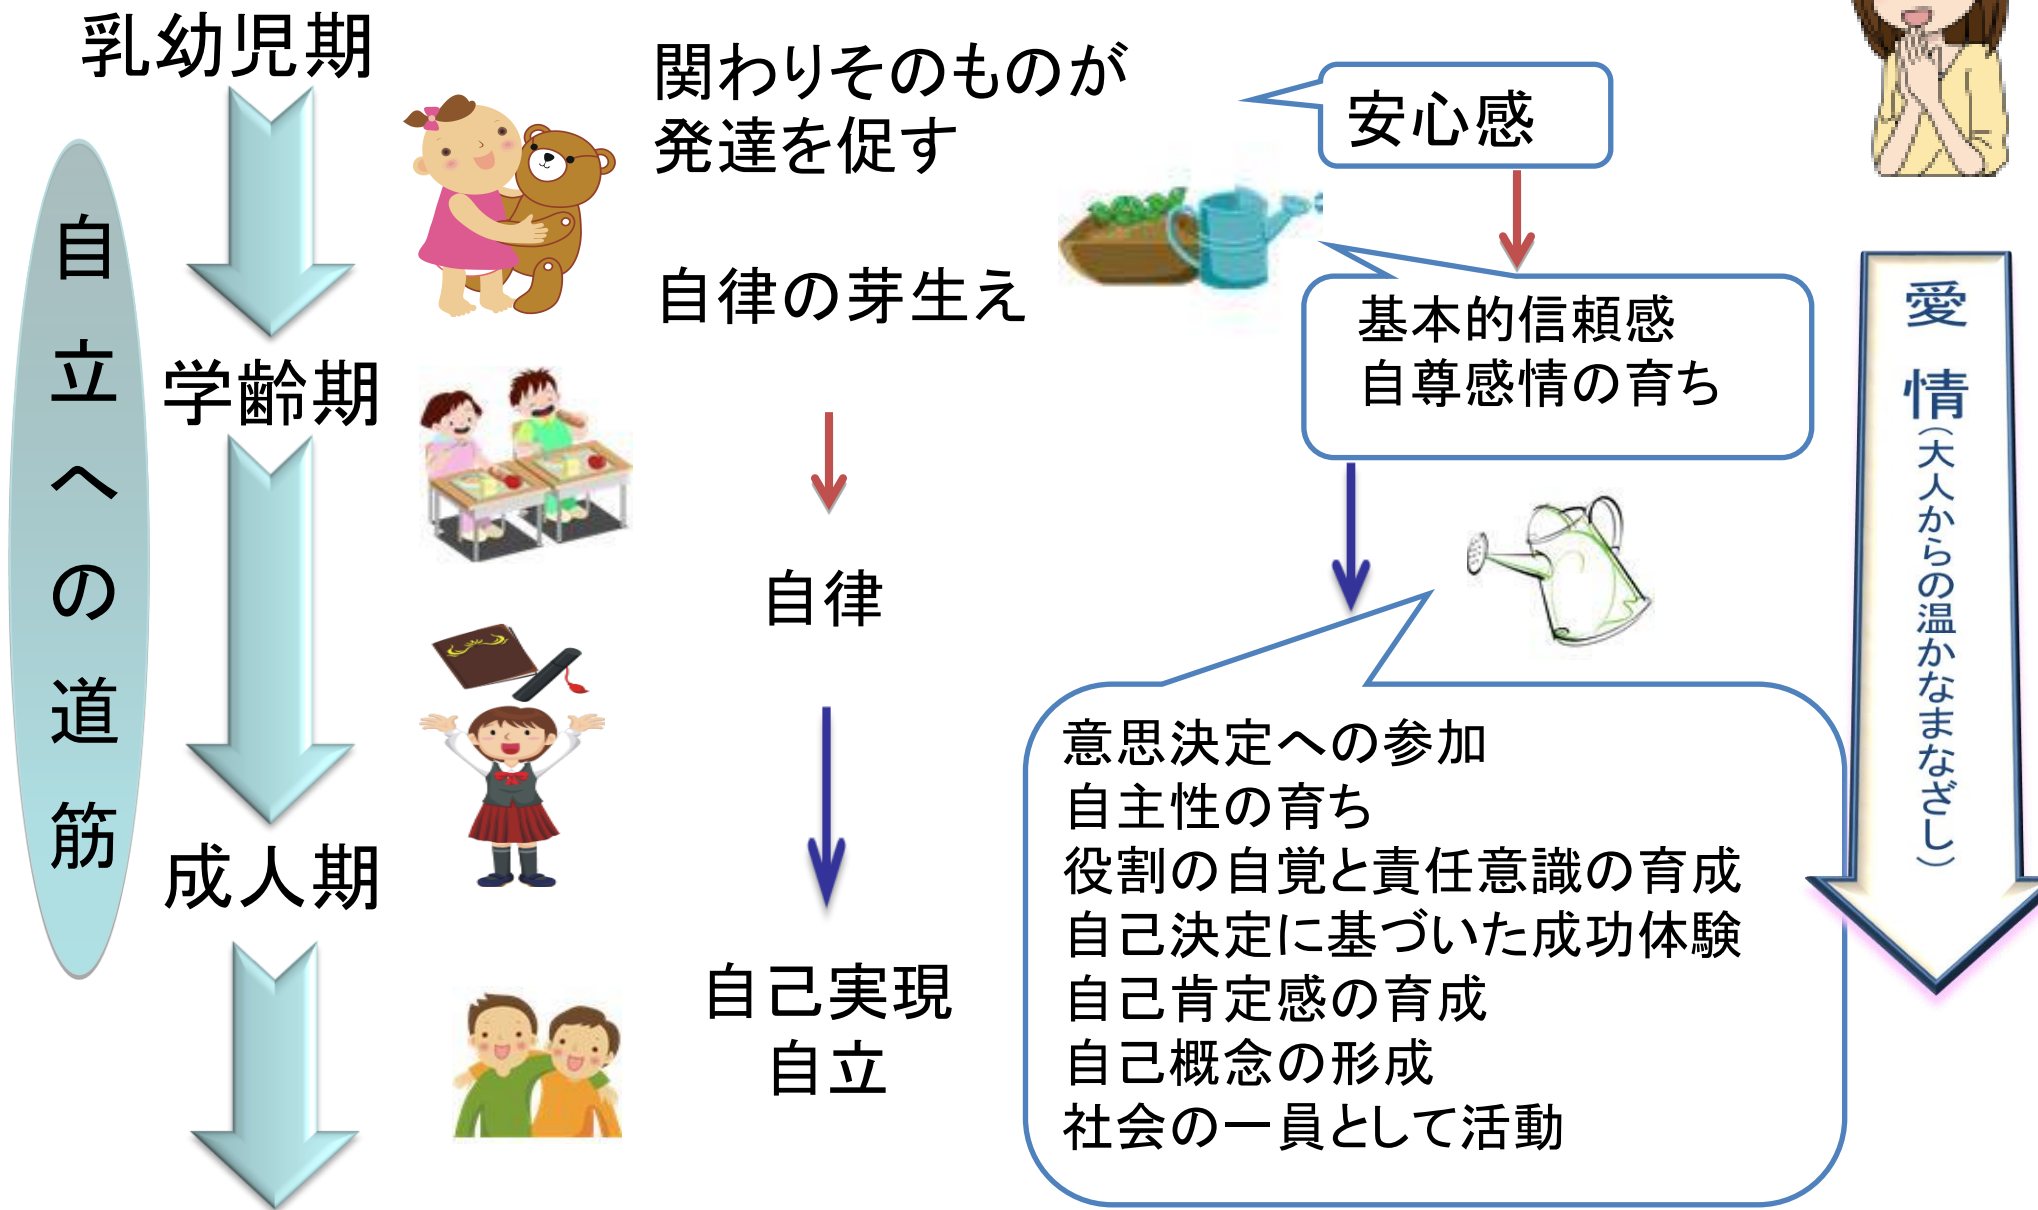 自立への道筋
乳幼児期
学齢期
成人期
関わりそのものが
発達を促す
自律の芽生え
自律
自己実現
自立
安心感
基本的信頼感
自尊感情の育ち
意思決定への参加
自主性の育ち
役割の自覚と責任意識の育成
自己決定に基づいた成功体験
自己肯定感の育成
自己概念の形成
社会の一員として活動
愛情(大人からの温かなまなざし)